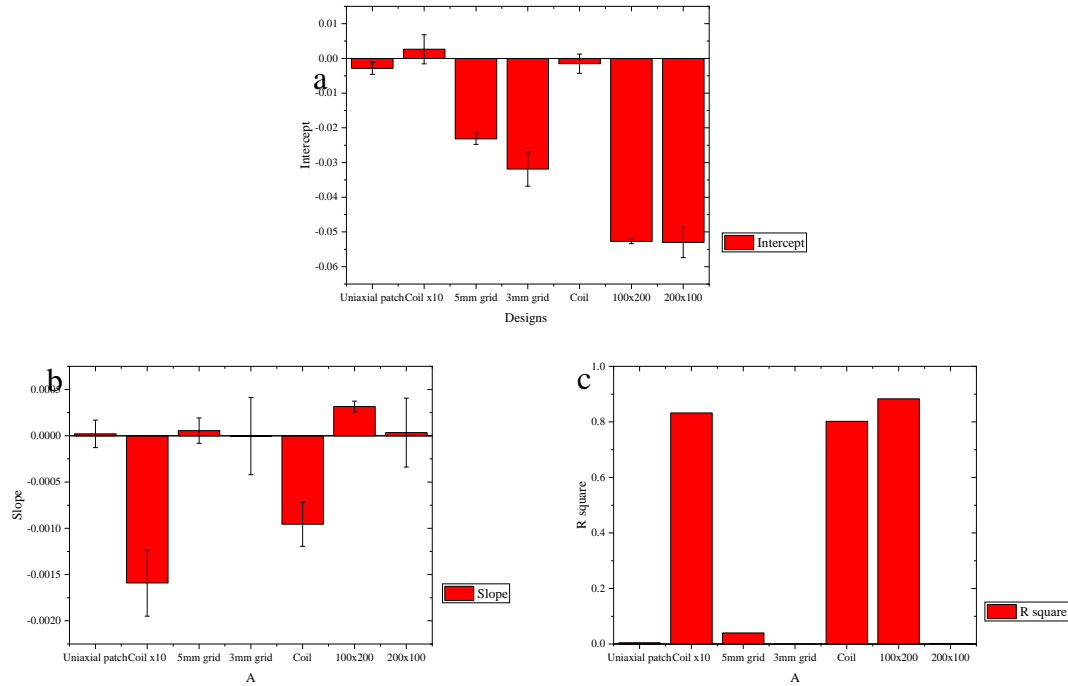 a
0.01
0.00
-0.01
-0.02
-0.03
-0.04
-0.05
-0.06
Intercept
Uniaxial patch Coil x10 5mm grid 3mm grid Coil 100x200 200x100
Designs
Intercept
b
0.0005
0.0000
-0.0005
-0.0010
-0.0015
-0.0020
Slope
Uniaxial patch Coil x10 5mm grid 3mm grid Coil 100x200 200x100
A
Slope
c
1.0
0.8
0.6
0.4
0.2
0.0
R square
Uniaxial patch Coil x10 5mm grid 3mm grid Coil 100x200 200x100
A
R square